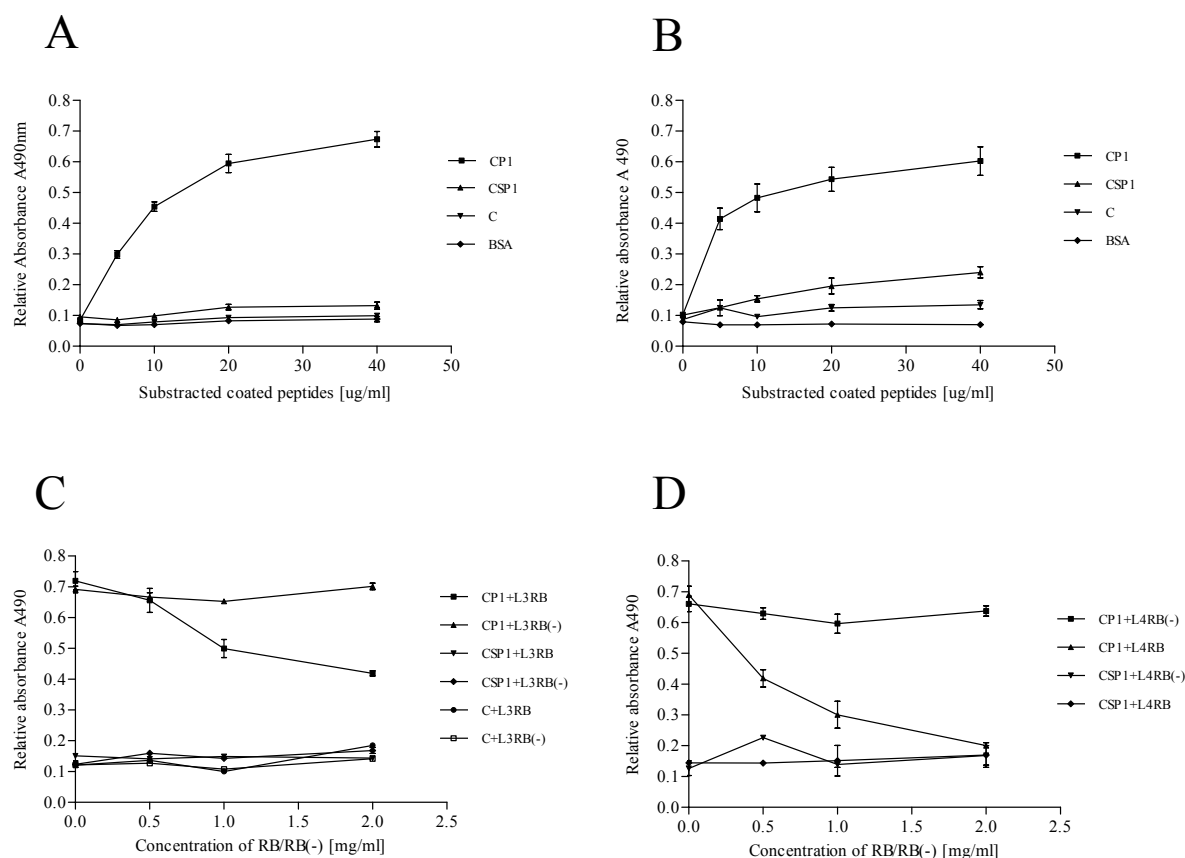 A
Relative Absorbance A490nm
0.8
0.7
0.6
0.5
0.4
0.3
0.2
0.1
0.0
0 10 20 30 40 50
Substracted coated peptides [ug/ml]
CP1
CSP1
C
BSA
B
Relative absorbance A 490
0.8
0.7
0.6
0.5
0.4
0.3
0.2
0.1
0.0
0 10 20 30 40 50
Substracted coated peptides [ug/ml]
CP1
CSP1
C
BSA
C
Relative absorbance A490
0.8
0.7
0.6
0.5
0.4
0.3
0.2
0.1
0.0
0.0 0.5 1.0 1.5 2.0 2.5
Concentration of RB/RB(-) [mg/ml]
CP1+L3RB
CP1+L3RB(-)
CSP1+L3RB
CSP1+L3RB(-)
C+L3RB
C+L3RB(-)
D
Relative absorbance A490
0.8
0.7
0.6
0.5
0.4
0.3
0.2
0.1
0.0
0.0 0.5 1.0 1.5 2.0 2.5
Concentration of RB/RB(-) [mg/ml]
CP1+L4RB(-)
CP1+L4RB
CSP1+L4RB(-)
CSP1+L4RB